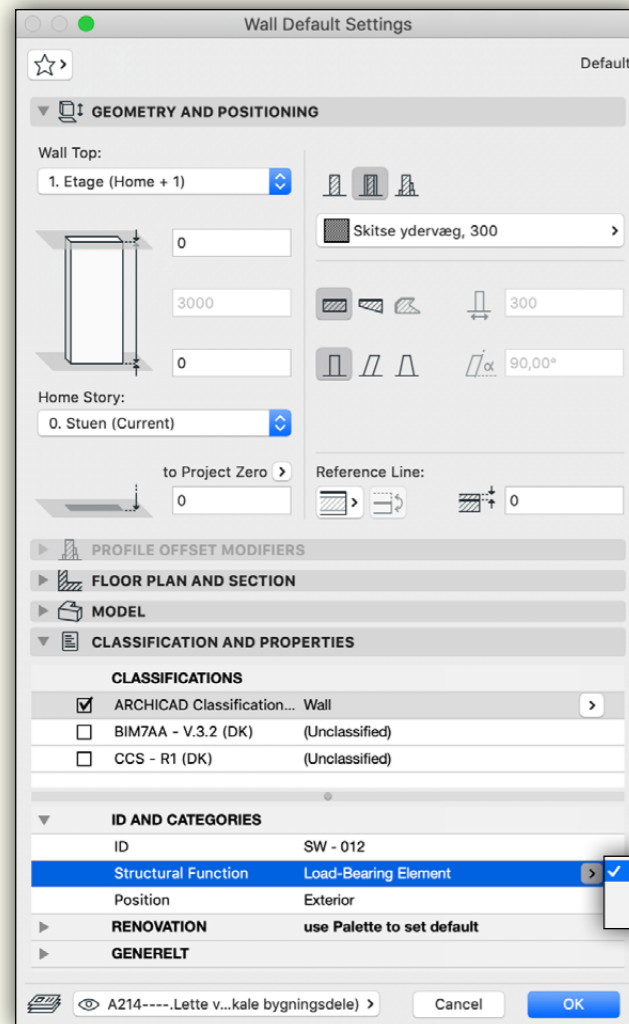 Wall Default Settings
Default
GEOMETRY AND POSITIONING
Wall Top:
1. Etage (Home + 1)
0
3000
0
Home Story:
0. Stuen (Current)
to Project Zero
0
Skitse ydervæg, 300
300
α 90,00°
Reference Line:
0
PROFILE OFFSET MODIFIERS
FLOOR PLAN AND SECTION
MODEL
CLASSIFICATION AND PROPERTIES
CLASSIFICATIONS
ARCHICAD Classification... Wall
BIM7AA - V.3.2 (DK) (Unclassified)
CCS - R1 (DK) (Unclassified)
ID AND CATEGORIES
ID SW - 012
Structural Function Load-Bearing Element
Position Exterior
RENOVATION use Palette to set default
GENERELT
A214----.Lette v...kale bygningsdele)
Cancel
OK